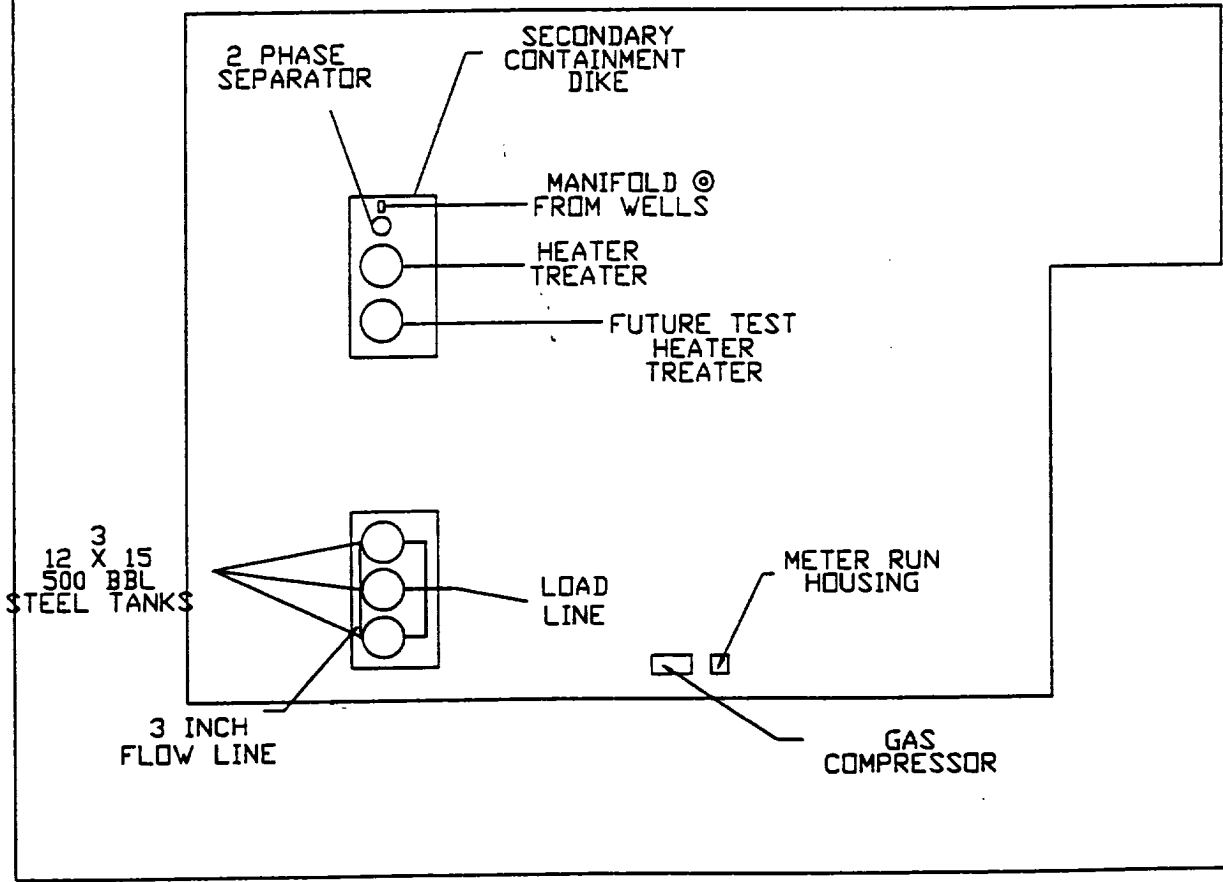 2 PHASE
SEPARATOR
SECONDARY
CONTAINMENT
DIKE
MANIFOLD ⌾
FROM WELLS
HEATER
TREATER
FUTURE TEST
HEATER
TREATER
3
12 X 15
500 BBL
STEEL TANKS
LOAD
LINE
METER RUN
HOUSING
3 INCH
FLOW LINE
GAS
COMPRESSOR